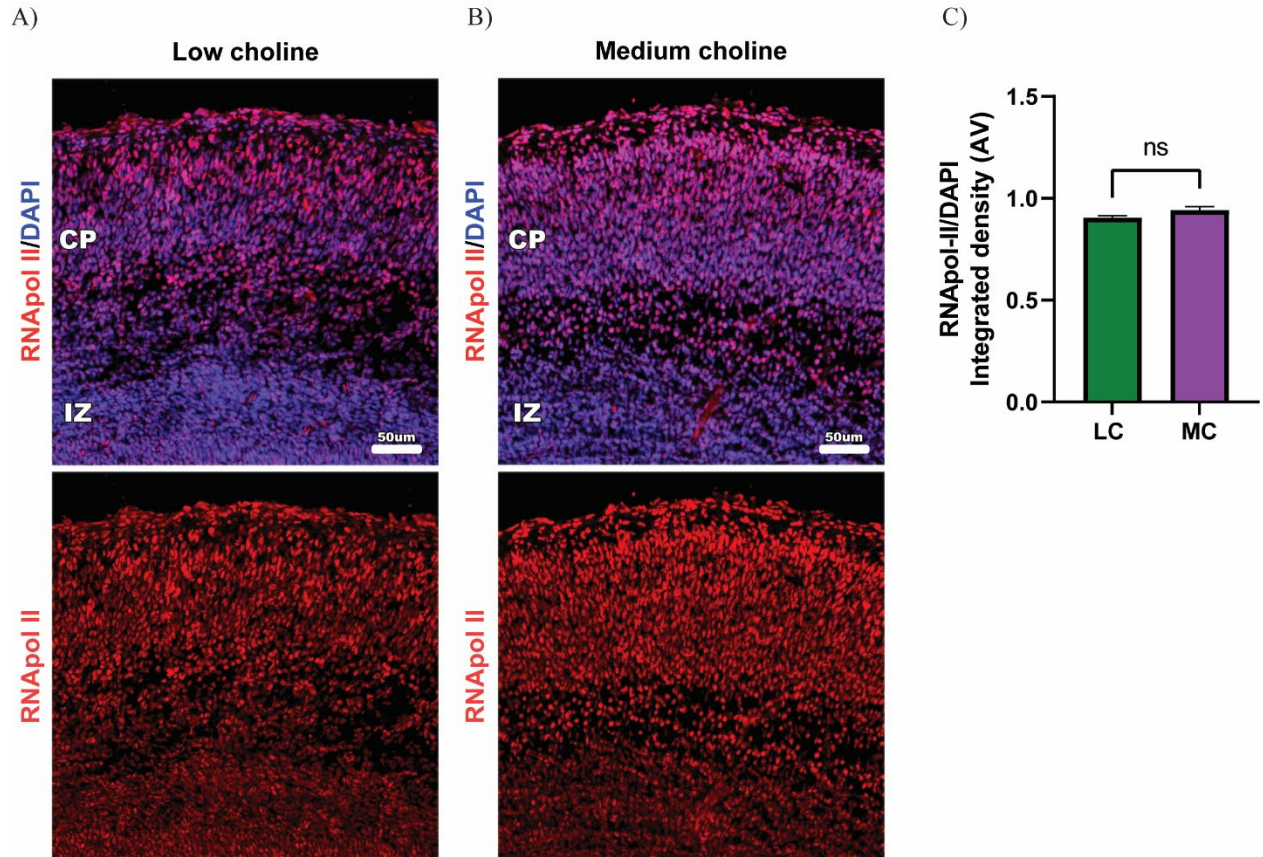 A)
Low choline
RNApol II/DAPI
CP
IZ
50um
RNApol II
B)
Medium choline
RNApol II/DAPI
CP
IZ
50um
RNApol II
C)
RNApol-II/DAPI
Integrated density (AV)
1.5
1.0
0.5
0.0
ns
LC MC